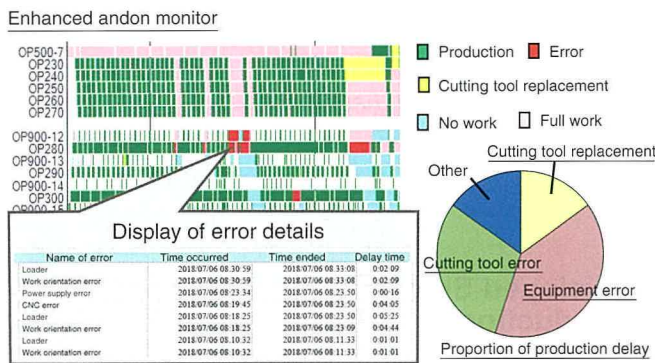 Enhanced andon monitor
OP500-7
OP230
OP240
OP250
OP260
OP270
OP900-12
OP280
OP900-13
OP290
OP900-14
OP300
Production
Error
Cutting tool replacement
No work
Full work
Display of error details
Name of error Time occurred Time ended Delay time
Loader 2018/07/06 08:30:59 2018/07/06 08:33:08 0:02:09
Work orientation error 2018/07/06 08:30:59 2018/07/06 08:33:08 0:02:09
Power supply error 2018/07/06 08:23:34 2018/07/06 08:23:50 0:00:16
CNC error 2018/07/06 08:19:45 2018/07/06 08:23:50 0:04:05
Loader 2018/07/06 08:18:25 2018/07/06 08:23:50 0:05:25
Work orientation error 2018/07/06 08:18:25 2018/07/06 08:23:09 0:04:44
Loader 2018/07/06 08:10:32 2018/07/06 08:11:33 0:01:01
Work orientation error 2018/07/06 08:10:32 2018/07/06 08:11:33 0:01:01
Cutting tool replacement
Other
Cutting tool error
Equipment error
Proportion of production delay